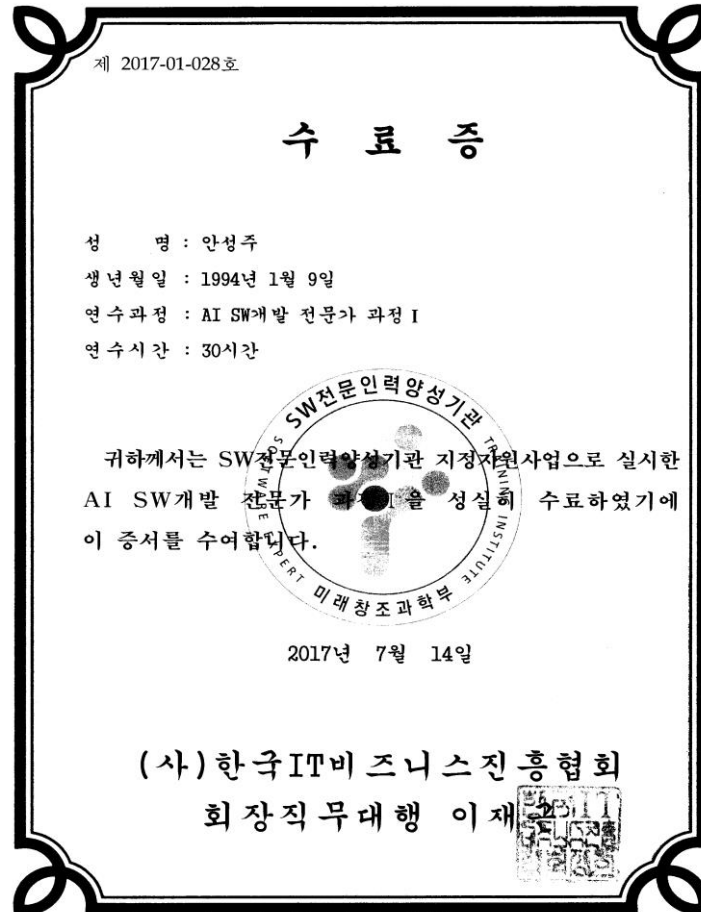 제 2017-01-028호
수 료 증
성 명 : 안성주
생년월일 : 1994년 1월 9일
연수과정 : AI SW개발 전문가 과정 I
연수시간 : 30시간
SW전문인력양성기관
SOFTWARE EXPERT TRAINING INSTITUTE
미래창조과학부
귀하께서는 SW전문인력양성기관 지정지원사업으로 실시한
AI SW개발 전문가 과정I을 성실히 수료하였기에
이 증서를 수여합니다.
2017년 7월 14일
(사)한국IT비즈니스진흥협회
회장직무대행 이재